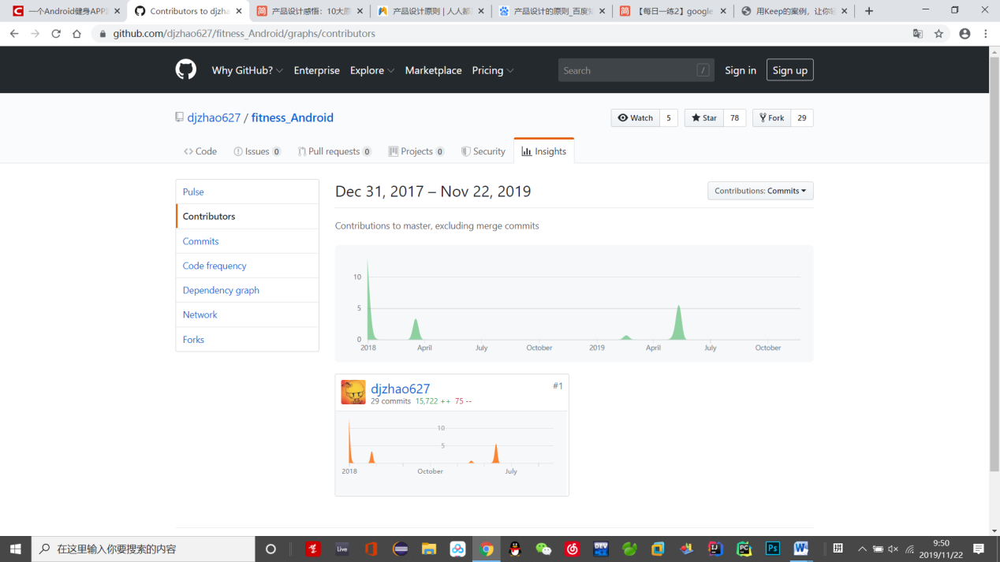 一个Android健身APP
Contributors to djzha
产品设计感悟：10大原
产品设计原则 | 人人都
产品设计的原则_百度知
【每日一练2】google
用Keep的案例，让你
github.com/djzhao627/fitness_Android/graphs/contributors
Why GitHub? Enterprise Explore Marketplace Pricing Search / Sign in Sign up
djzhao627 / fitness_Android
Watch 5 Star 78 Fork 29
Code Issues 0 Pull requests 0 Projects 0 Security Insights
Pulse
Contributors
Commits
Code frequency
Dependency graph
Network
Forks
Dec 31, 2017 – Nov 22, 2019
Contributions: Commits
Contributions to master, excluding merge commits
10
5
0
2018 April July October 2019 April July October
djzhao627 #1
29 commits 15,722 ++ 75 --
10
5
2018 October July
在这里输入你要搜索的内容
Live
DEV
IJ
PC
Ps
W
拼
9:50
2019/11/22